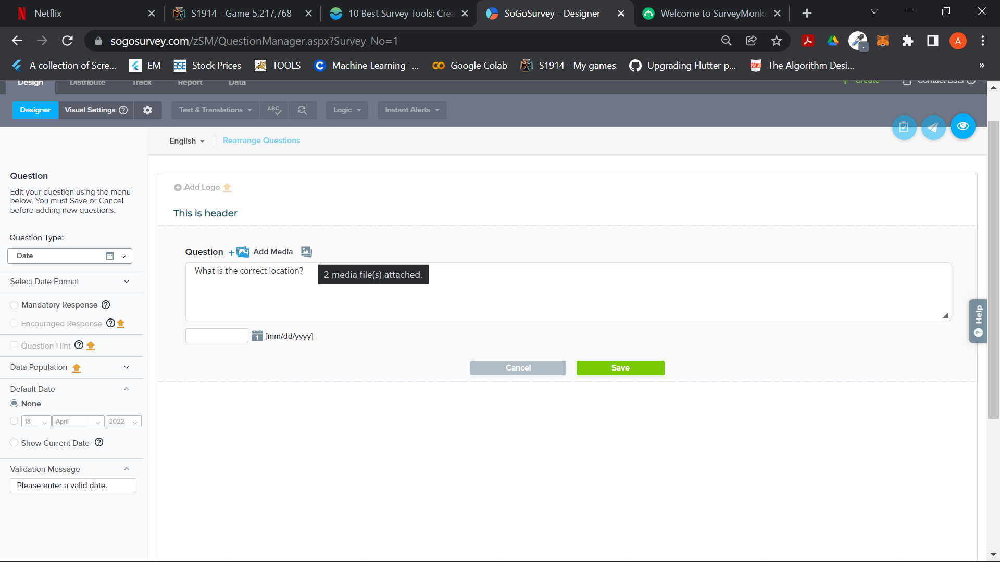 Netflix
S1914 - Game 5,217,768
10 Best Survey Tools: Crea
SoGoSurvey - Designer
Welcome to SurveyMonke
sogosurvey.com/zSM/QuestionManager.aspx?Survey_No=1
A
A collection of Scre...
EM
BSE
Stock Prices
TOOLS
Machine Learning -...
Google Colab
S1914 - My games
Upgrading Flutter p...
The Algorithm Desi...
»
Design
Distribute
Track
Report
Data
+ Create
Contact Lists
Designer
Visual Settings
Text & Translations
ABC
Logic
Instant Alerts
English
Rearrange Questions
Question
Edit your question using the menu
below. You must Save or Cancel
before adding new questions.
Question Type:
Date
Select Date Format
Mandatory Response
Encouraged Response
Question Hint
Data Population
Default Date
None
18
April
2022
Show Current Date
Validation Message
Please enter a valid date.
Add Logo
This is header
Question
Add Media
What is the correct location?
2 media file(s) attached.
1
[mm/dd/yyyy]
Cancel
Save
Help